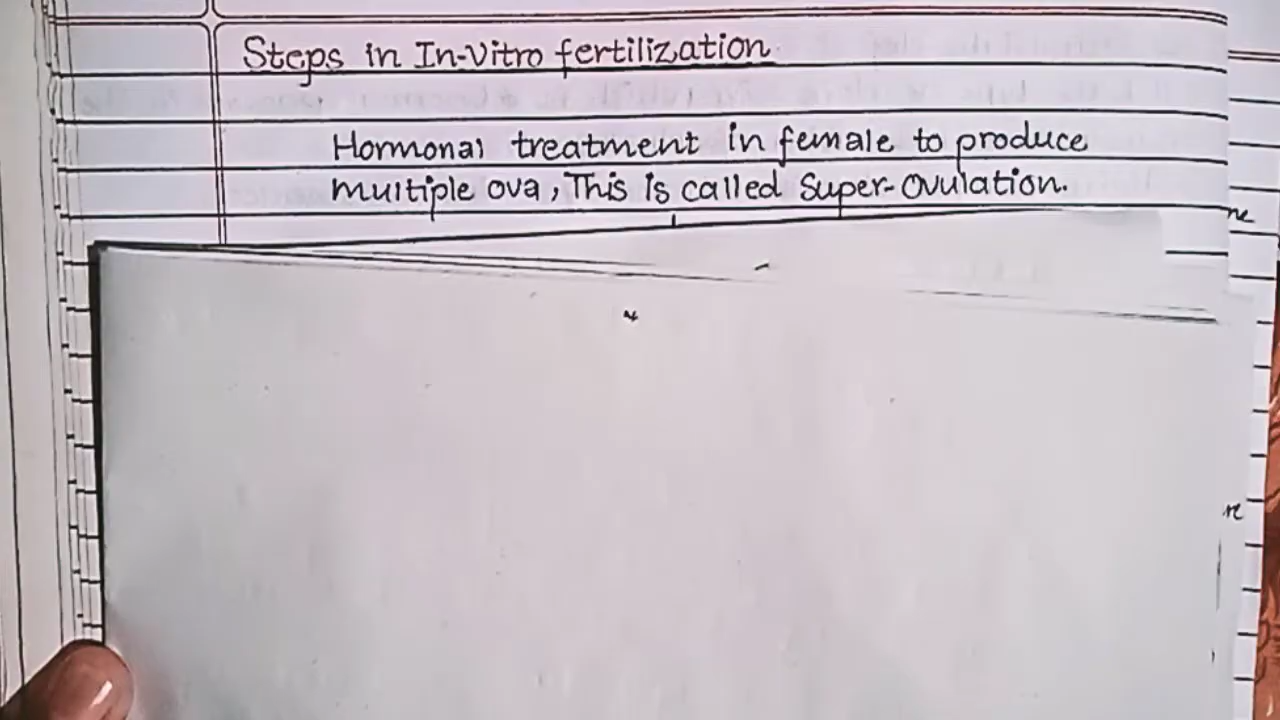 Steps in In-Vitro fertilization
Hormonal treatment in female to produce
multiple ova, This is called Super-Ovulation.